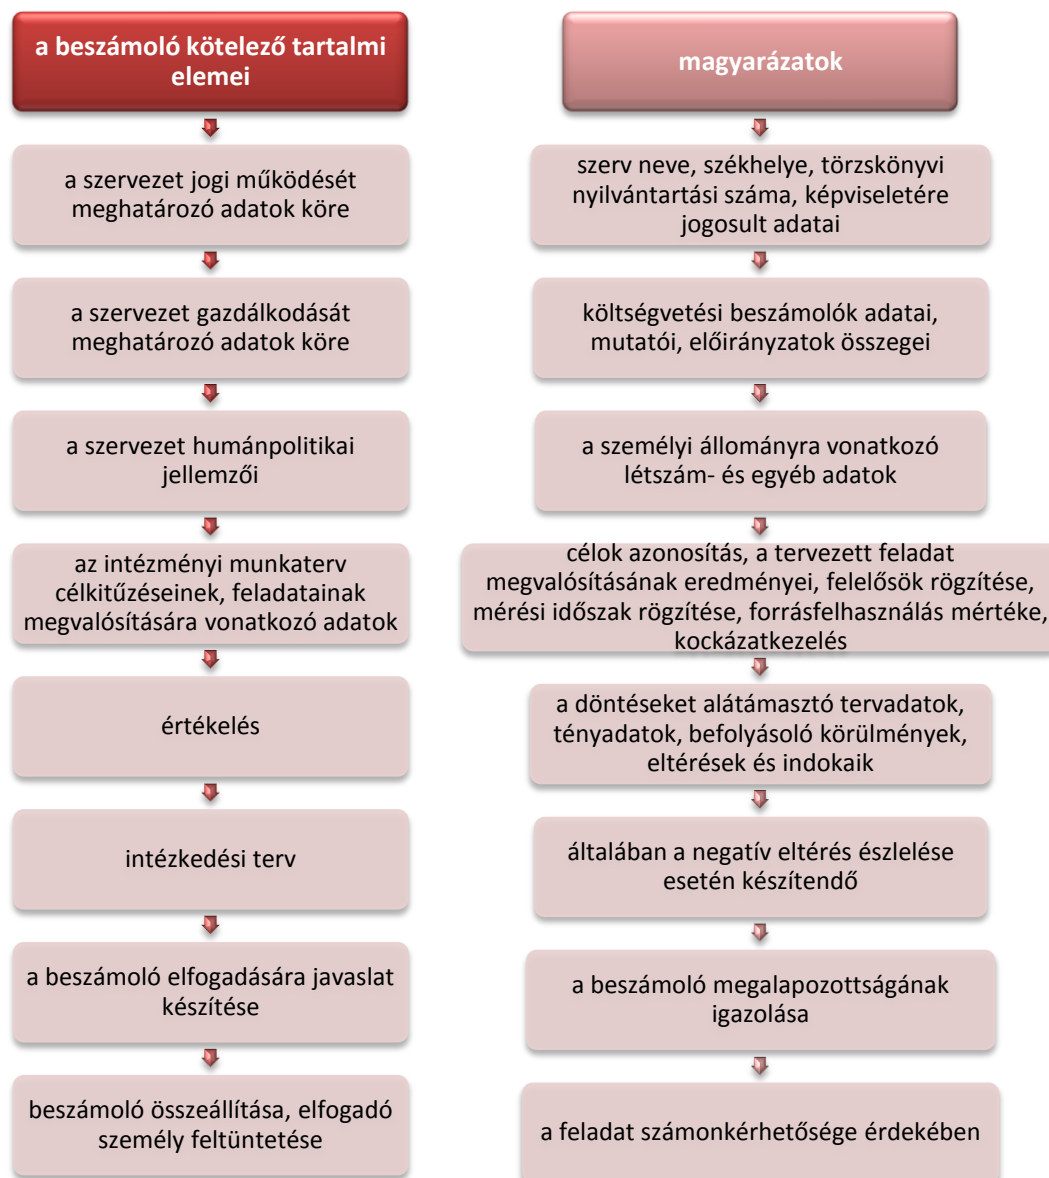 a beszámoló kötelező tartalmi
elemei
a szervezet jogi működését
meghatározó adatok köre
a szervezet gazdálkodását
meghatározó adatok köre
a szervezet humánpolitikai
jellemzői
az intézményi munkaterv
célkitűzéseinek, feladatainak
megvalósítására vonatkozó adatok
értékelés
intézkedési terv
a beszámoló elfogadására javaslat
készítése
beszámoló összeállítása, elfogadó
személy feltüntetése
magyarázatok
szerv neve, székhelye, törzskönyvi
nyilvántartási száma, képviseletére
jogosult adatai
költségvetési beszámolók adatai,
mutatói, előirányzatok összegei
a személyi állományra vonatkozó
létszám- és egyéb adatok
célok azonosítás, a tervezett feladat
megvalósításának eredményei, felelősök rögzítése,
mérési időszak rögzítése, forrásfelhasználás mértéke,
kockázatkezelés
a döntéseket alátámasztó tervadatok,
tényadatok, befolyásoló körülmények,
eltérések és indokaik
általában a negatív eltérés észlelése
esetén készítendő
a beszámoló megalapozottságának
igazolása
a feladat számonkérhetősége érdekében